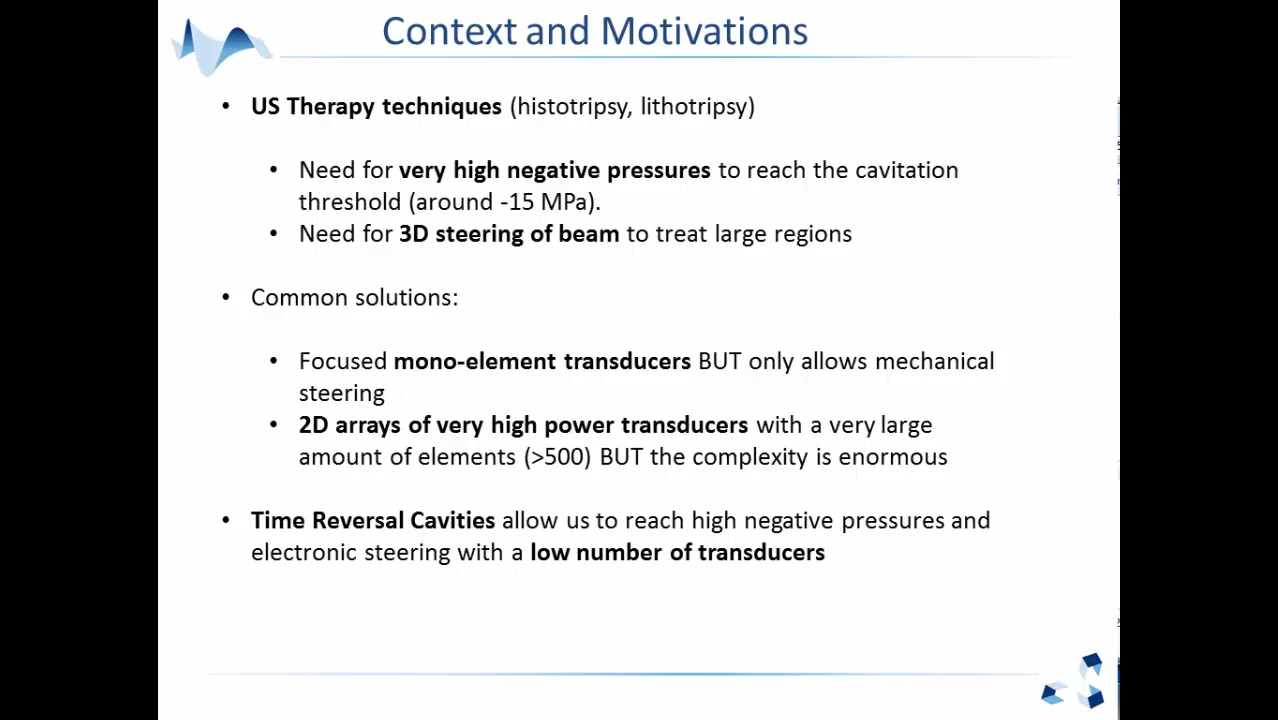 Context and Motivations
• US Therapy techniques (histotripsy, lithotripsy)
• Need for very high negative pressures to reach the cavitation
threshold (around -15 MPa).
• Need for 3D steering of beam to treat large regions
• Common solutions:
• Focused mono-element transducers BUT only allows mechanical
steering
• 2D arrays of very high power transducers with a very large
amount of elements (>500) BUT the complexity is enormous
• Time Reversal Cavities allow us to reach high negative pressures and
electronic steering with a low number of transducers